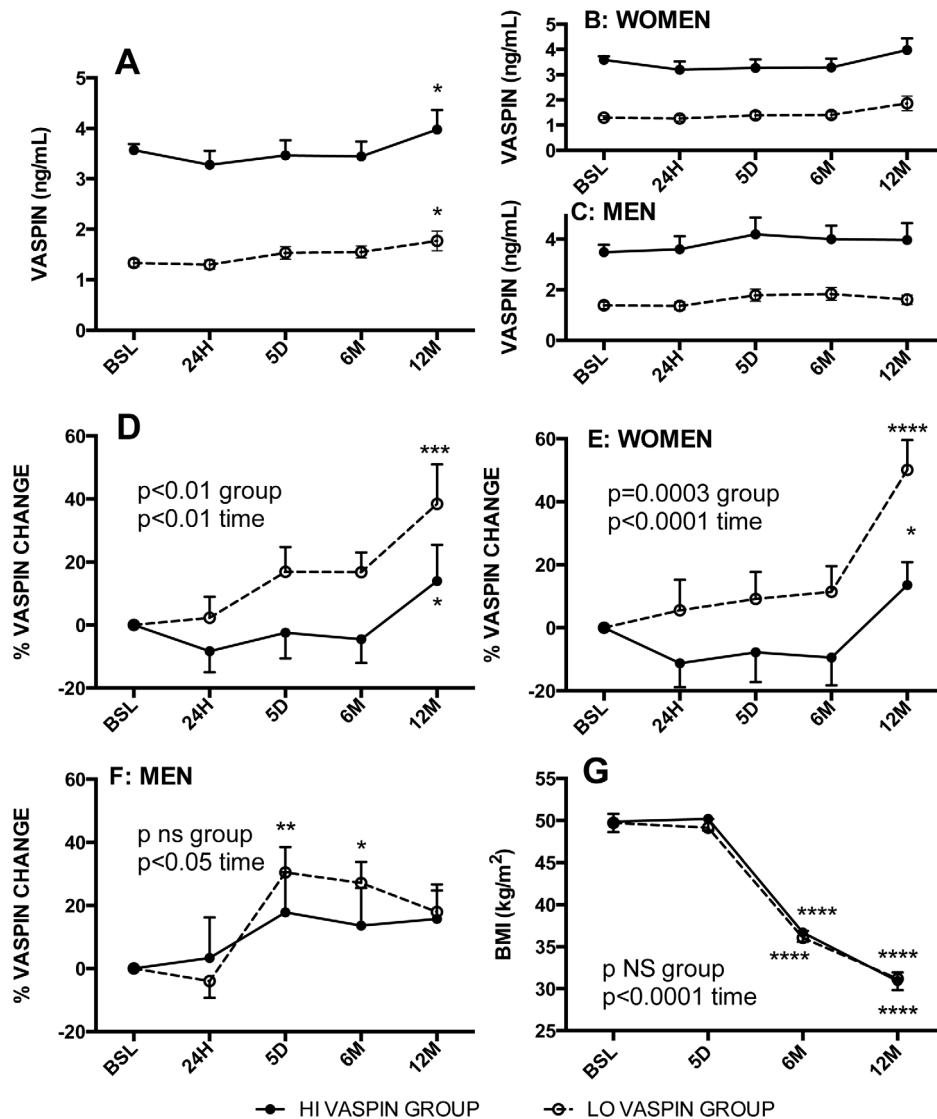 A
VASPIN (ng/mL)
5
4
3
2
1
0
*
*
BSL
24H
5D
6M
12M
B: WOMEN
VASPIN (ng/mL)
5
4
3
2
1
0
BSL
24H
5D
6M
12M
C: MEN
VASPIN (ng/mL)
4
2
0
BSL
24H
5D
6M
12M
D
% VASPIN CHANGE
60
40
20
0
-20
p<0.01 group
p<0.01 time
***
*
BSL
24H
5D
6M
12M
E: WOMEN
% VASPIN CHANGE
60
40
20
0
-20
p=0.0003 group
p<0.0001 time
****
*
BSL
24H
5D
6M
12M
F: MEN
% VASPIN CHANGE
60
40
20
0
-20
p ns group
p<0.05 time
**
*
BSL
24H
5D
6M
12M
G
BMI (kg/m²)
55
50
45
40
35
30
25
****
****
****
****
p NS group
p<0.0001 time
BSL
5D
6M
12M
HI VASPIN GROUP
LO VASPIN GROUP